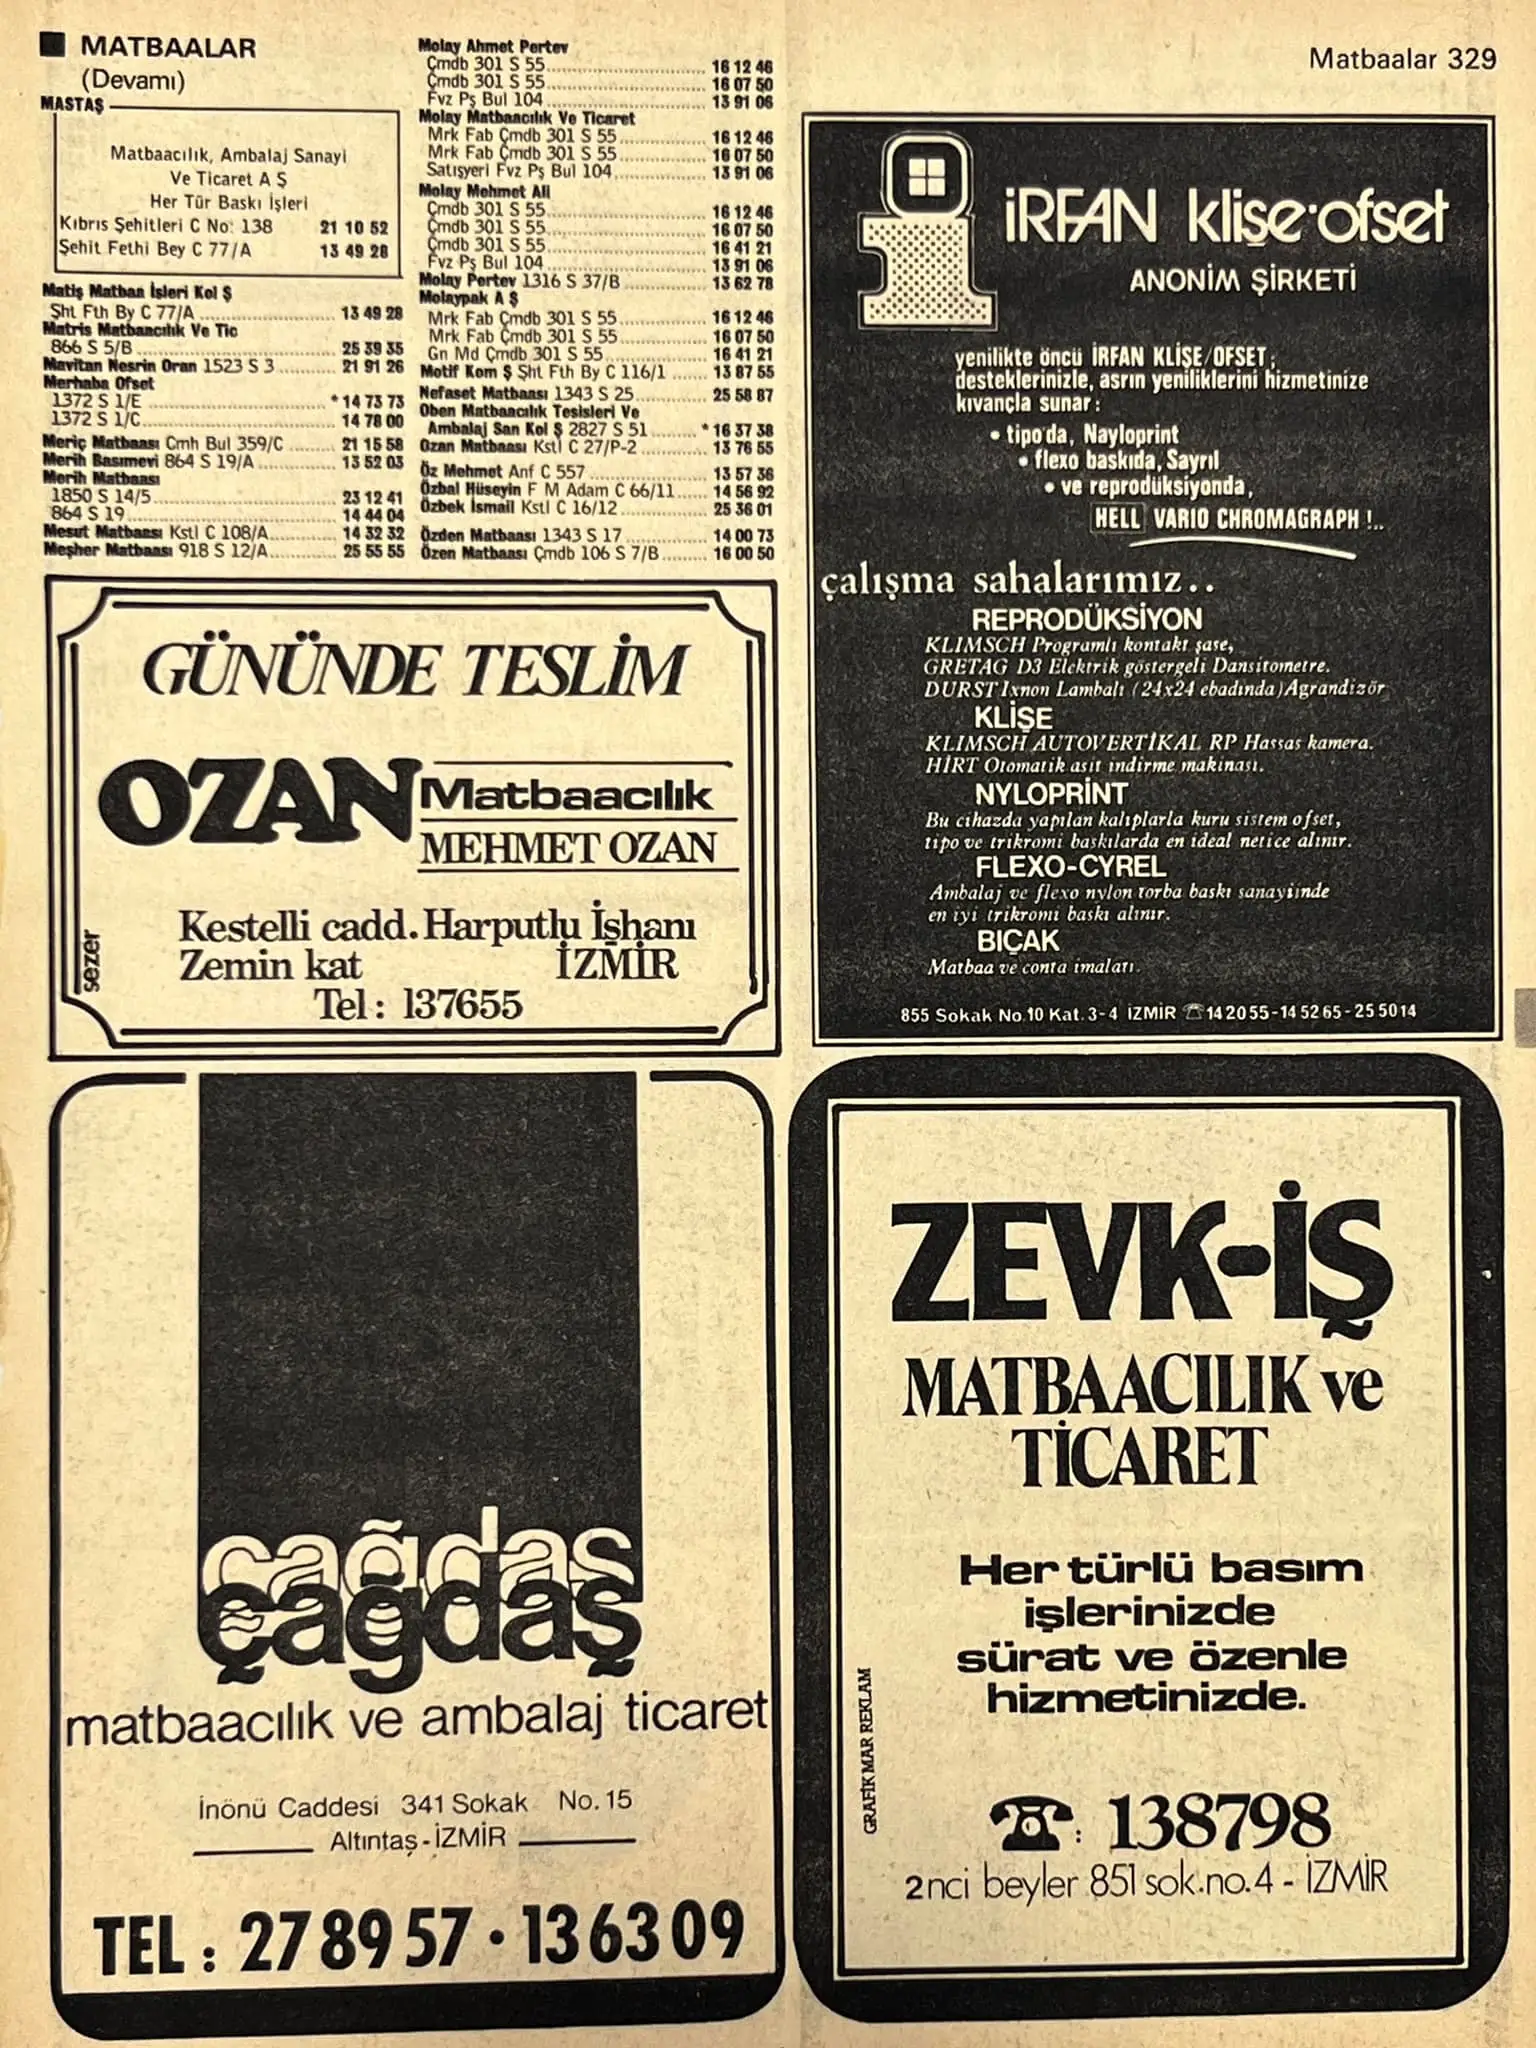 MATBAALAR
(Devamı)
MASTAŞ
Matbaacılık, Ambalaj Sanayi
Ve Ticaret A Ş
Her Tür Baskı İşleri
Kıbrıs Şehitleri C No: 138 21 10 52
Şehit Fethi Bey C 77/A 13 49 28
Matiş Matbaa İşleri Kol Ş
Şht Fth By C 77/A 13 49 28
Matris Matbaacılık Ve Tic
866 S 5/B 25 39 35
Mavitan Nesrin Oran 1523 S 3 21 91 26
Merhaba Ofset
1372 S 1/E *14 73 73
1372 S 1/C 14 78 00
Meriç Matbaası Cmh Bul 359/C 21 15 58
Merih Basımevi 864 S 19/A 13 52 03
Merih Matbaası
1850 S 14/5 23 12 41
864 S 19 14 44 04
Mesut Matbaası Kstl C 108/A 14 32 32
Meşher Matbaası 918 S 12/A 25 55 55
Molay Ahmet Pertev
Çmdb 301 S 55 16 12 46
Çmdb 301 S 55 16 07 50
Fvz Pş Bul 104 13 91 06
Molay Matbaacılık Ve Ticaret
Mrk Fab Çmdb 301 S 55 16 12 46
Mrk Fab Çmdb 301 S 55 16 07 50
Satışyeri Fvz Pş Bul 104 13 91 06
Molay Mehmet Ali
Çmdb 301 S 55 16 12 46
Çmdb 301 S 55 16 07 50
Çmdb 301 S 55 16 41 21
Fvz Pş Bul 104 13 91 06
Molay Pertev 1316 S 37/B 13 62 78
Molaypak A Ş
Mrk Fab Çmdb 301 S 55 16 12 46
Mrk Fab Çmdb 301 S 55 16 07 50
Gn Md Çmdb 301 S 55 16 41 21
Motif Kom Ş Şht Fth By C 116/1 13 87 55
Nefaset Matbaası 1343 S 25 25 58 87
Oben Matbaacılık Tesisleri Ve
Ambalaj San Kol Ş 2827 S 51 *16 37 38
Ozan Matbaası Kstl C 27/P-2 13 76 55
Öz Mehmet Anf C 557 13 57 36
Özbal Hüseyin F M Adam C 66/11 14 56 92
Özbek İsmail Kstl C 16/12 25 36 01
Özden Matbaası 1343 S 17 14 00 73
Özen Matbaası Çmdb 106 S 7/B 16 00 50
Matbaalar 329
İRFAN klişe·ofset
ANONİM ŞİRKETİ
yenilikte öncü İRFAN KLİŞE/OFSET;
desteklerinizle, asrın yeniliklerini hizmetinize
kıvançla sunar:
• tipo'da, Nayloprint
• flexo baskıda, Sayrıl
• ve reprodüksiyonda,
HELL VARIO CHROMAGRAPH !..
çalışma sahalarımız..
REPRODÜKSİYON
KLIMSCH Programlı kontakt şase,
GRETAG D3 Elektrik göstergeli Dansitometre.
DURST Ixnon Lambalı (24x24 ebadında) Agrandizör
KLİŞE
KLIMSCH AUTOVERTIKAL RP Hassas kamera.
HIRT Otomatik asit indirme makinası.
NYLOPRİNT
Bu cihazda yapılan kalıplarla kuru sistem ofset,
tipo ve trikromi baskılarda en ideal netice alınır.
FLEXO-CYREL
Ambalaj ve flexo nylon torba baskı sanayiinde
en iyi trikromi baskı alınır.
BIÇAK
Matbaa ve conta imalatı.
855 Sokak No.10 Kat. 3-4 İZMİR ☎ 14 20 55-14 52 65-25 50 14
GÜNÜNDE TESLİM
OZAN Matbaacılık
MEHMET OZAN
Kestelli cadd. Harputlu İşhanı
Zemin kat İZMİR
Tel: 137655
sezer
çağdaş
çağdaş
matbaacılık ve ambalaj ticaret
İnönü Caddesi 341 Sokak No. 15
Altıntaş - İZMİR
TEL: 27 89 57 · 13 63 09
ZEVK-İŞ
MATBAACILIK ve
TİCARET
Her türlü basım
işlerinizde
sürat ve özenle
hizmetinizde.
GRAFİK MAR REKLAM
☎: 138798
2nci beyler 851 sok.no.4 - İZMİR